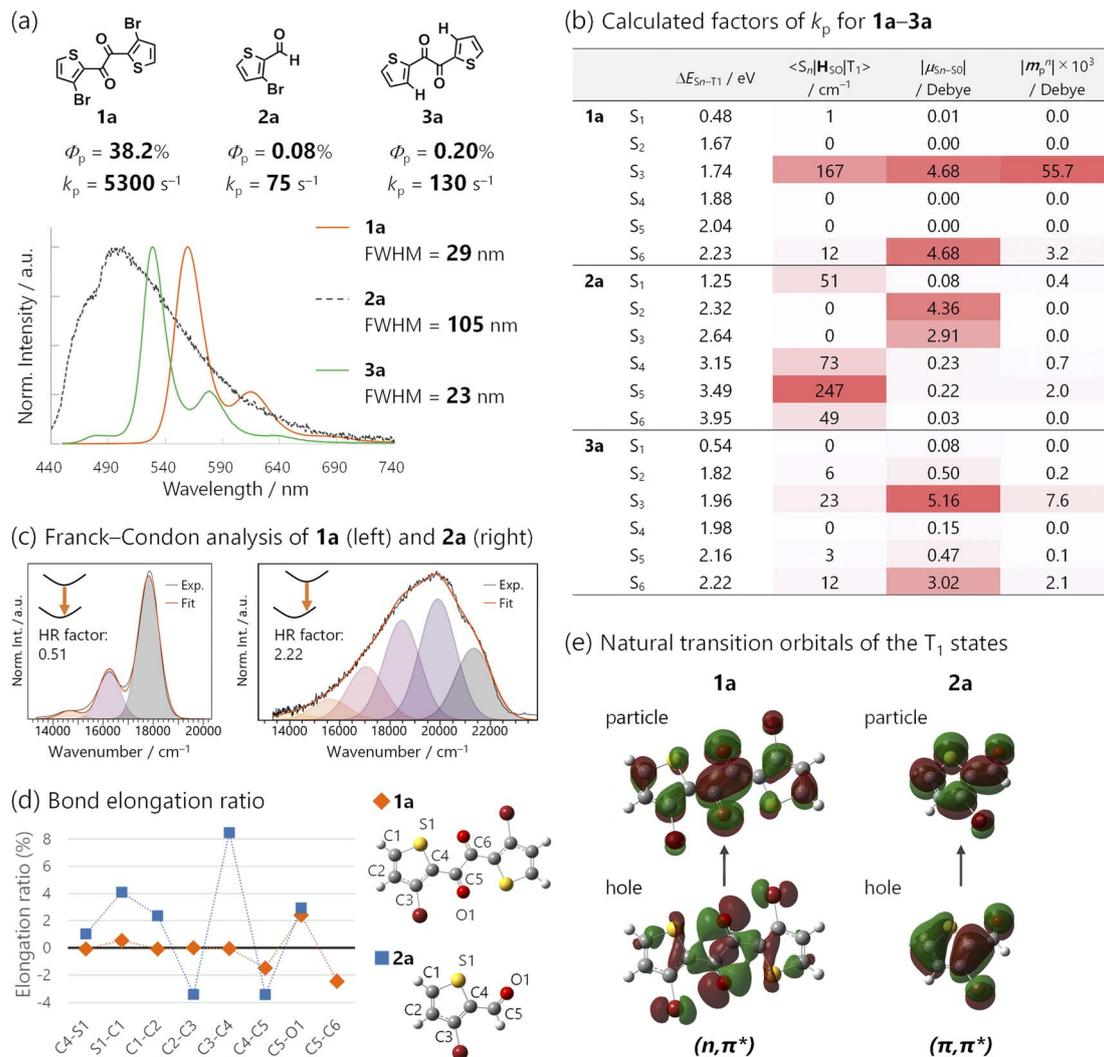 (a)
Br
S
O
O
S
Br
1a
Φp = 38.2%
kp = 5300 s⁻¹
S
O
H
Br
2a
Φp = 0.08%
kp = 75 s⁻¹
H
O
S
S
O
H
3a
Φp = 0.20%
kp = 130 s⁻¹
Norm. Intensity / a.u.
1a
FWHM = 29 nm
2a
FWHM = 105 nm
3a
FWHM = 23 nm
440 490 540 590 640 690 740
Wavelength / nm
(b) Calculated factors of kp for 1a–3a
ΔESn–T1 / eV <Sn|HSO|T1> / cm⁻¹ |μSn–S0| / Debye |mpⁿ| × 10³ / Debye
1a S1 0.48 1 0.01 0.0
S2 1.67 0 0.00 0.0
S3 1.74 167 4.68 55.7
S4 1.88 0 0.00 0.0
S5 2.04 0 0.00 0.0
S6 2.23 12 4.68 3.2
2a S1 1.25 51 0.08 0.4
S2 2.32 0 4.36 0.0
S3 2.64 0 2.91 0.0
S4 3.15 73 0.23 0.7
S5 3.49 247 0.22 2.0
S6 3.95 49 0.03 0.0
3a S1 0.54 0 0.08 0.0
S2 1.82 6 0.50 0.2
S3 1.96 23 5.16 7.6
S4 1.98 0 0.15 0.0
S5 2.16 3 0.47 0.1
S6 2.22 12 3.02 2.1
(c) Franck–Condon analysis of 1a (left) and 2a (right)
Norm. Int. / a.u.
HR factor:
0.51
Exp.
Fit
14000 16000 18000 20000
Wavenumber / cm⁻¹
Norm. Int. / a.u.
HR factor:
2.22
Exp.
Fit
14000 16000 18000 20000 22000
Wavenumber / cm⁻¹
(d) Bond elongation ratio
Elongation ratio (%)
8
6
4
2
0
-2
-4
C4-S1 S1-C1 C1-C2 C2-C3 C3-C4 C4-C5 C5-O1 C5-C6
1a
C1
S1
C2
C4
C6
C3
C5
O1
2a
C1
S1
O1
C2
C4
C3
C5
(e) Natural transition orbitals of the T1 states
1a
2a
particle
particle
hole
hole
(n,π*)
(π,π*)